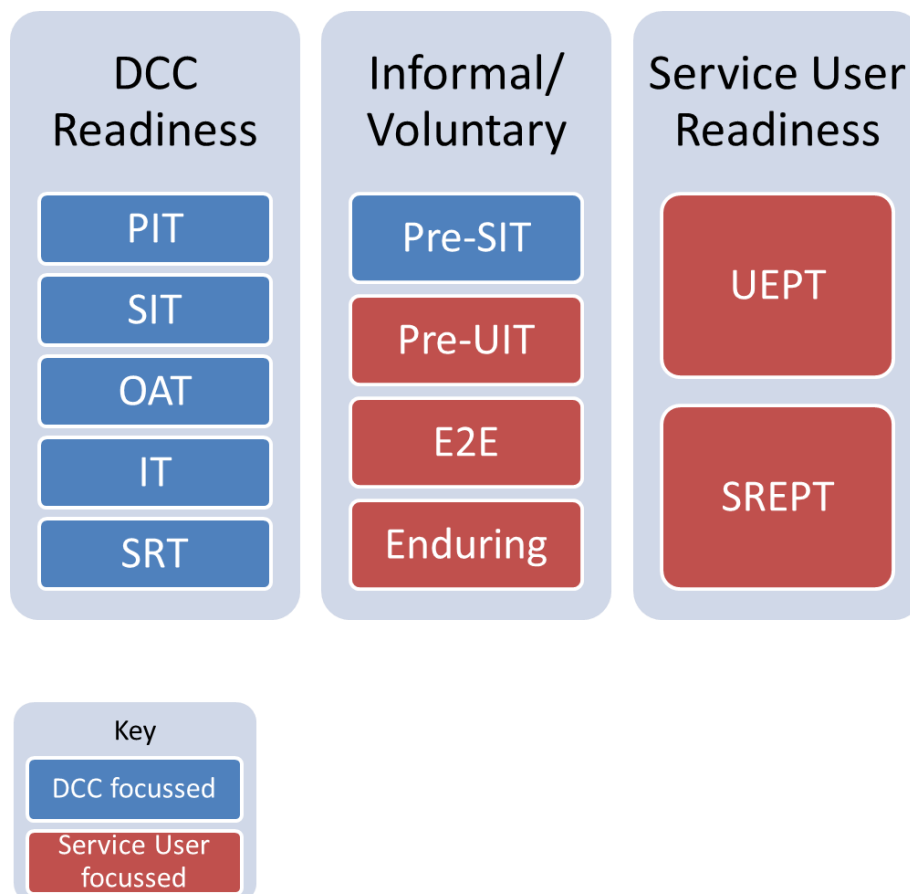 DCC
Readiness
PIT
SIT
OAT
IT
SRT
Informal/
Voluntary
Pre-SIT
Pre-UIT
E2E
Enduring
Service User
Readiness
UEPT
SREPT
Key
DCC focussed
Service User
focussed